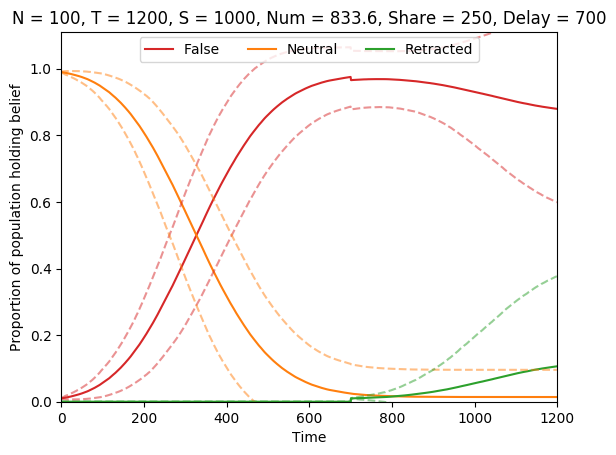 N = 100, T = 1200, S = 1000, Num = 833.6, Share = 250, Delay = 700
False Neutral Retracted
Proportion of population holding belief
1.0
0.8
0.6
0.4
0.2
0.0
0 200 400 600 800 1000 1200
Time